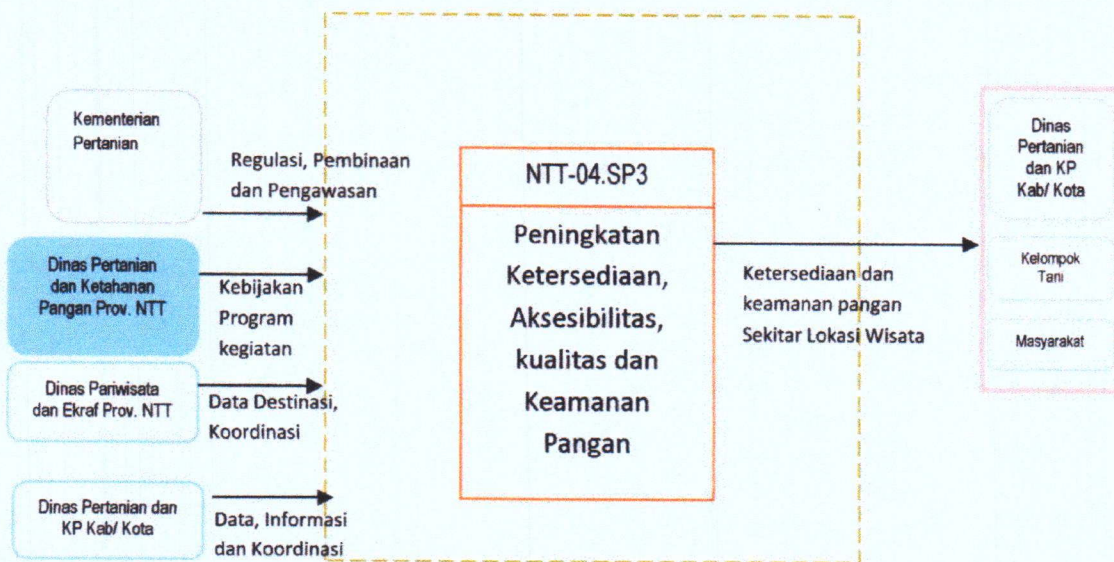 Kementerian
Pertanian
Regulasi, Pembinaan
dan Pengawasan
Dinas Pertanian
dan Ketahanan
Pangan Prov. NTT
Kebijakan
Program
kegiatan
Dinas Pariwisata
dan Ekraf Prov. NTT
Data Destinasi,
Koordinasi
Dinas Pertanian dan
KP Kab/ Kota
Data, Informasi
dan Koordinasi
NTT-04.SP3
Peningkatan
Ketersediaan,
Aksesibilitas,
kualitas dan
Keamanan
Pangan
Ketersediaan dan
keamanan pangan
Sekitar Lokasi Wisata
Dinas
Pertanian
dan KP
Kab/ Kota
Kelompok
Tani
Masyarakat